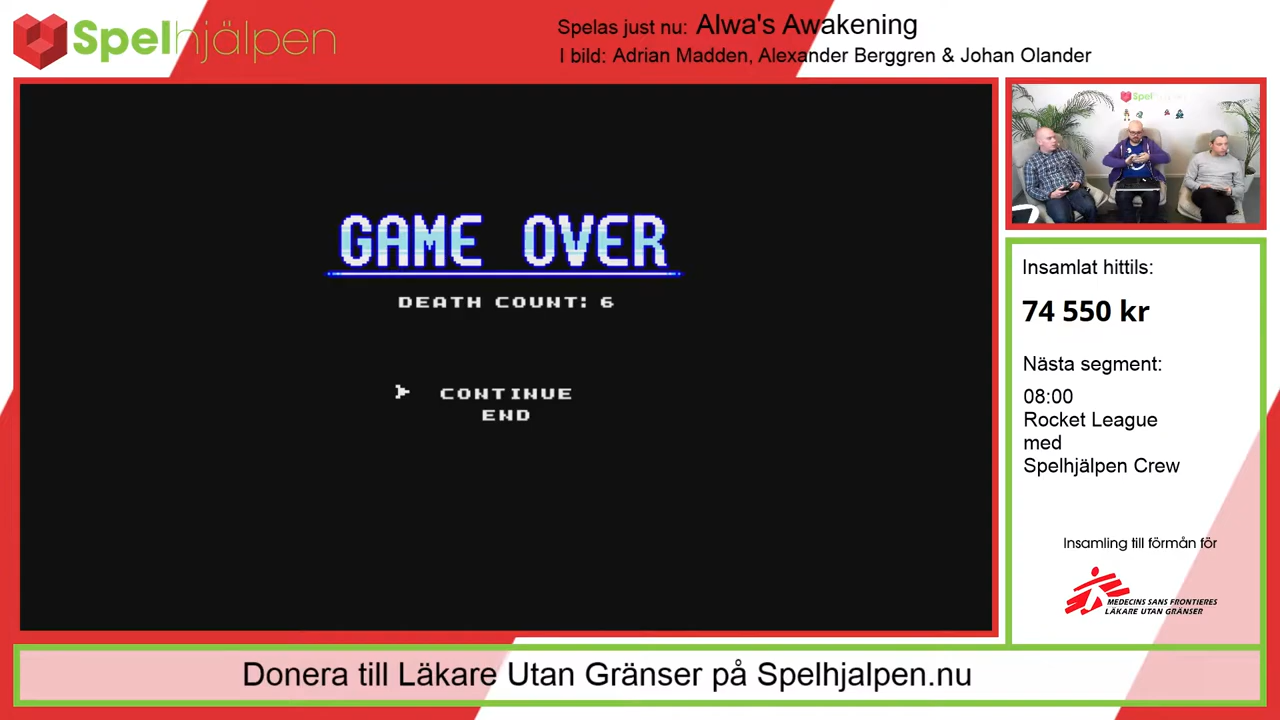 Spelhjälpen
Spelas just nu: Alwa's Awakening
I bild: Adrian Madden, Alexander Berggren & Johan Olander
GAME OVER
DEATH COUNT: 6
CONTINUE
END
Insamlat hittils:
74 550 kr
Nästa segment:
08:00
Rocket League
med
Spelhjälpen Crew
Insamling till förmån för
MEDECINS SANS FRONTIERES
LÄKARE UTAN GRÄNSER
Donera till Läkare Utan Gränser på Spelhjalpen.nu